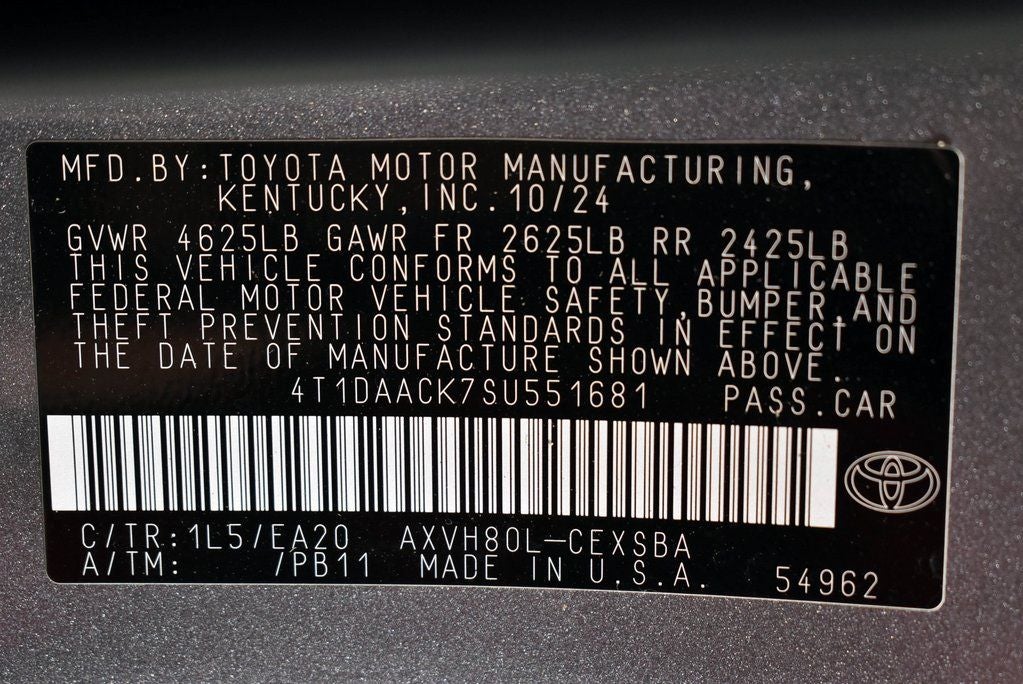 MFD.BY:TOYOTA MOTOR MANUFACTURING,
KENTUCKY,INC.10/24
GVWR 4625LB GAWR FR 2625LB RR 2425LB
THIS VEHICLE CONFORMS TO ALL APPLICABLE
FEDERAL MOTOR VEHICLE SAFETY,BUMPER,AND
THEFT PREVENTION STANDARDS IN EFFECT ON
THE DATE OF MANUFACTURE SHOWN ABOVE.
4T1DAACK7SU551681 PASS.CAR
C/TR:1L5/EA20 AXVH80L-CEXSBA
A/TM: /PB11 MADE IN U.S.A. 54962